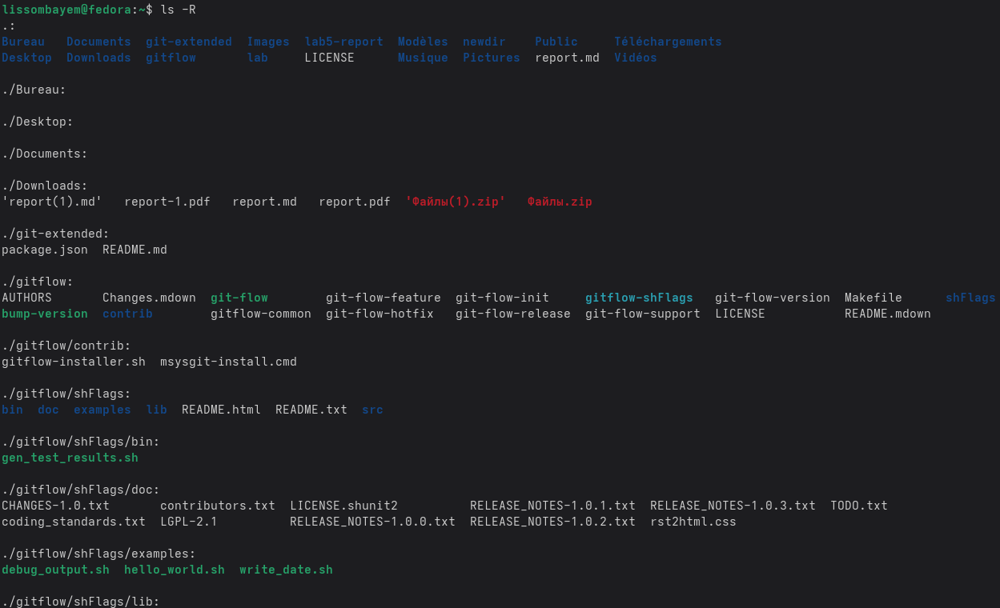 lissombayem@fedora:~$ ls -R
.:
Bureau   Documents  git-extended  Images  lab5-report  Modèles  newdir    Public     Téléchargements
Desktop  Downloads  gitflow       lab     LICENSE      Musique  Pictures  report.md  Vidéos

./Bureau:

./Desktop:

./Documents:

./Downloads:
'report(1).md'   report-1.pdf   report.md   report.pdf  'Файлы(1).zip'   Файлы.zip

./git-extended:
package.json  README.md

./gitflow:
AUTHORS       Changes.mdown  git-flow        git-flow-feature  git-flow-init     gitflow-shFlags   git-flow-version  Makefile      shFlags
bump-version  contrib        gitflow-common  git-flow-hotfix   git-flow-release  git-flow-support  LICENSE           README.mdown

./gitflow/contrib:
gitflow-installer.sh  msysgit-install.cmd

./gitflow/shFlags:
bin  doc  examples  lib  README.html  README.txt  src

./gitflow/shFlags/bin:
gen_test_results.sh

./gitflow/shFlags/doc:
CHANGES-1.0.txt       contributors.txt  LICENSE.shunit2          RELEASE_NOTES-1.0.1.txt  RELEASE_NOTES-1.0.3.txt  TODO.txt
coding_standards.txt  LGPL-2.1          RELEASE_NOTES-1.0.0.txt  RELEASE_NOTES-1.0.2.txt  rst2html.css

./gitflow/shFlags/examples:
debug_output.sh  hello_world.sh  write_date.sh

./gitflow/shFlags/lib: